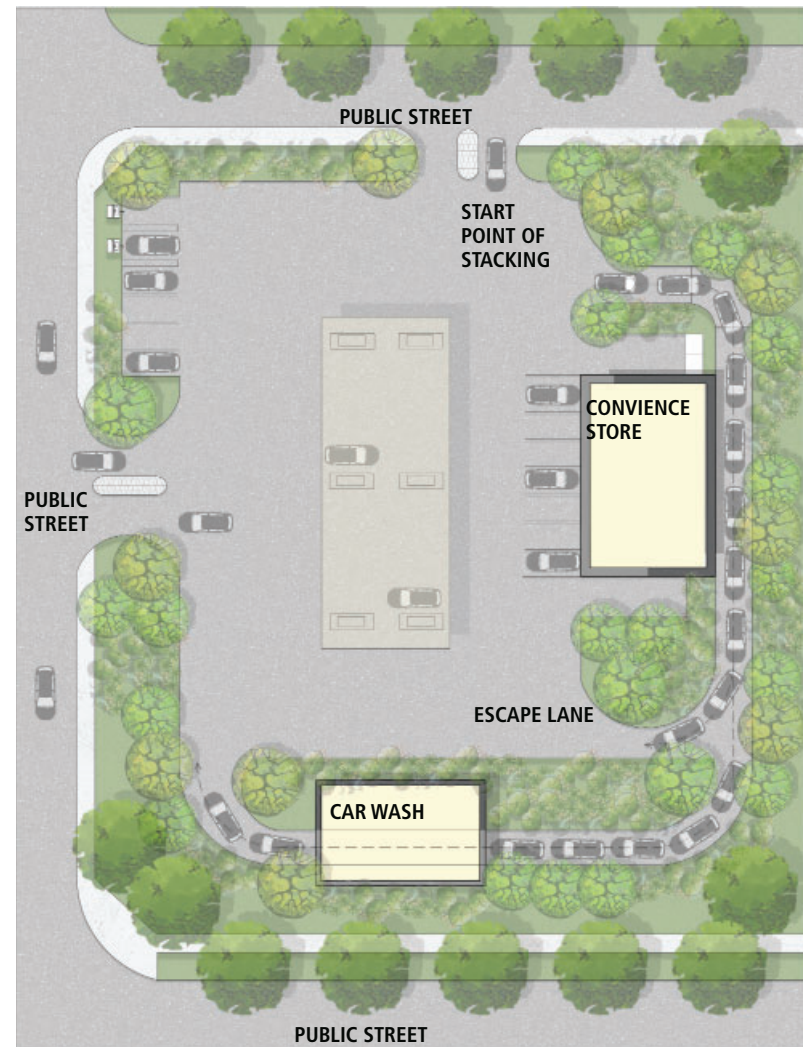 PUBLIC STREET
START
POINT OF
STACKING
CONVIENCE
STORE
PUBLIC
STREET
ESCAPE LANE
CAR WASH
PUBLIC STREET